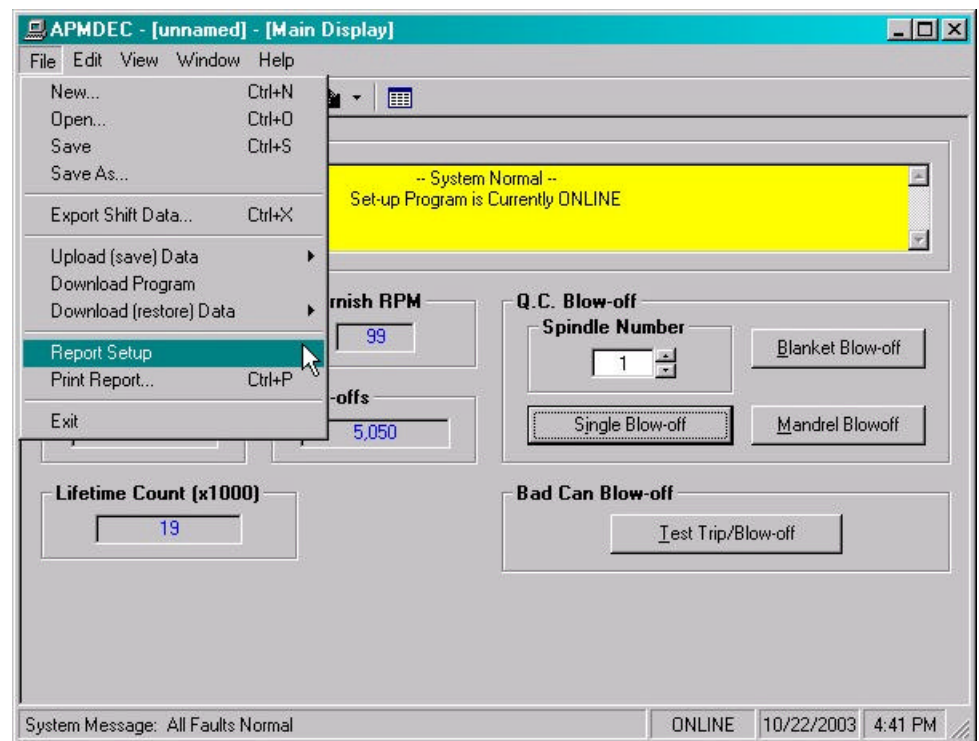 APMDEC - [unnamed] - [Main Display]
File Edit View Window Help
New... Ctrl+N
Open... Ctrl+O
Save Ctrl+S
Save As...
Export Shift Data... Ctrl+X
Upload (save) Data
Download Program
Download (restore) Data
Report Setup
Print Report... Ctrl+P
Exit
-- System Normal --
Set-up Program is Currently ONLINE
RPM
99
-offs
5,050
Lifetime Count (x1000)
19
Q.C. Blow-off
Spindle Number
1
Blanket Blow-off
Single Blow-off
Mandrel Blowoff
Bad Can Blow-off
Test Trip/Blow-off
System Message: All Faults Normal
ONLINE 10/22/2003 4:41 PM